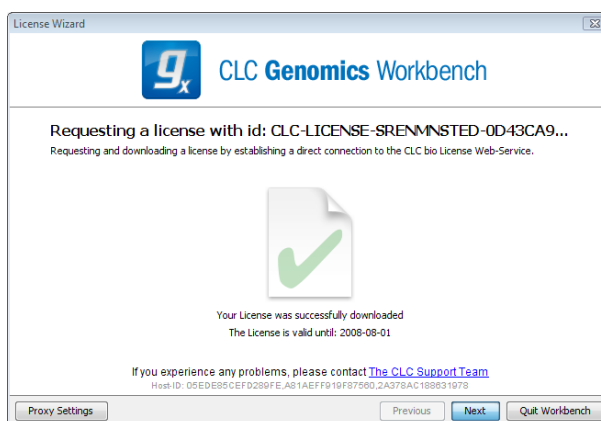 License Wizard
gx CLC Genomics Workbench
Requesting a license with id: CLC-LICENSE-SRENMNSTED-0D43CA9...
Requesting and downloading a license by establishing a direct connection to the CLC bio License Web-Service.
Your License was successfully downloaded
The License is valid until: 2008-08-01
If you experience any problems, please contact The CLC Support Team
Host-ID: D5EDE85CEFD289FE,A81AEFF919F87560,2A378AC188631978
Proxy Settings Previous Next Quit Workbench